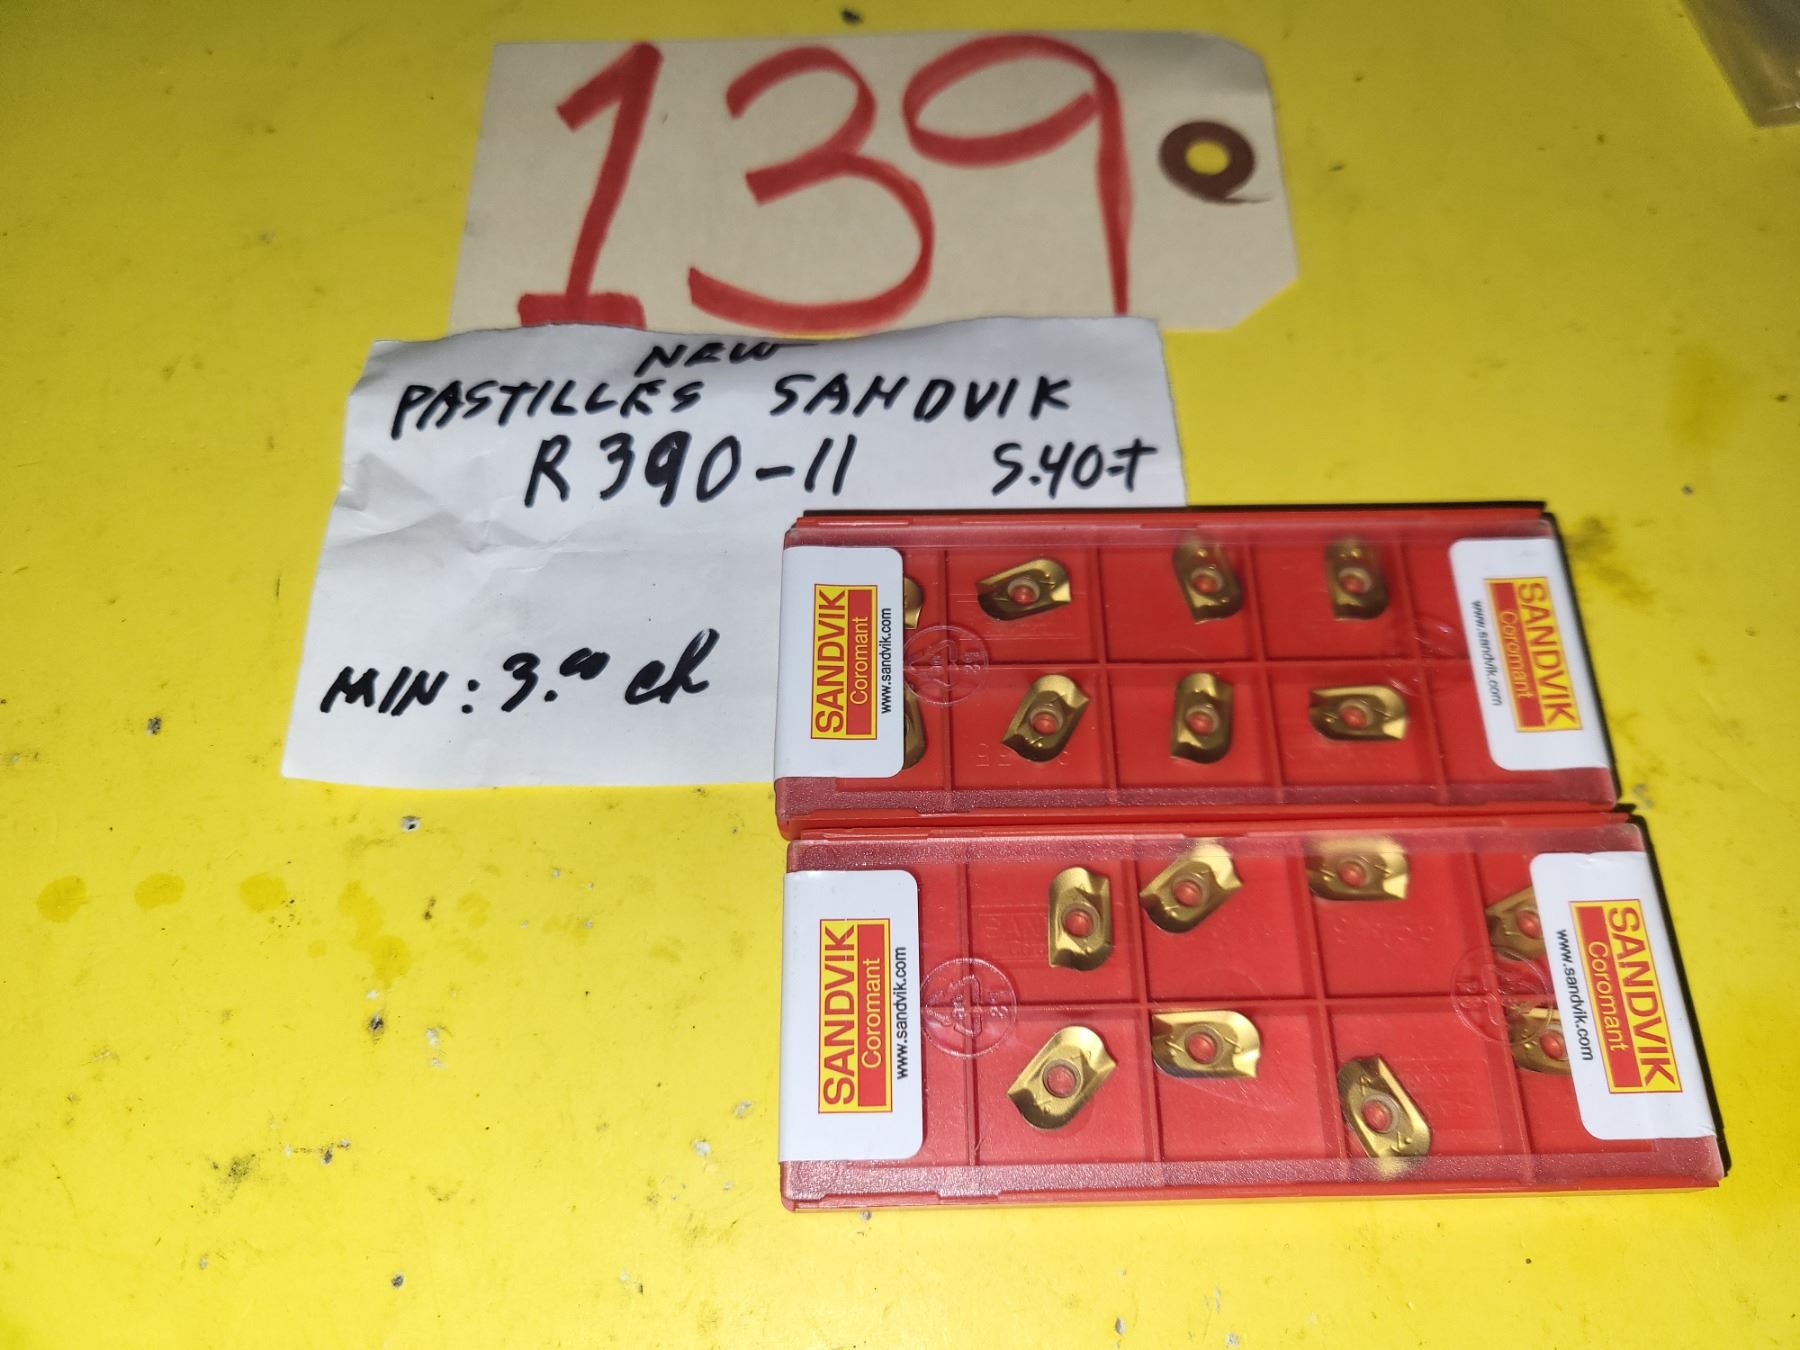 139
NEW
PASTILLES SANDVIK
R390-11 S.40-T
MIN: 3.00 ch
SANDVIK
Coromant
www.sandvik.com
SANDVIK
Coromant
www.sandvik.com
SANDVIK
Coromant
www.sandvik.com
SANDVIK
Coromant
www.sandvik.com